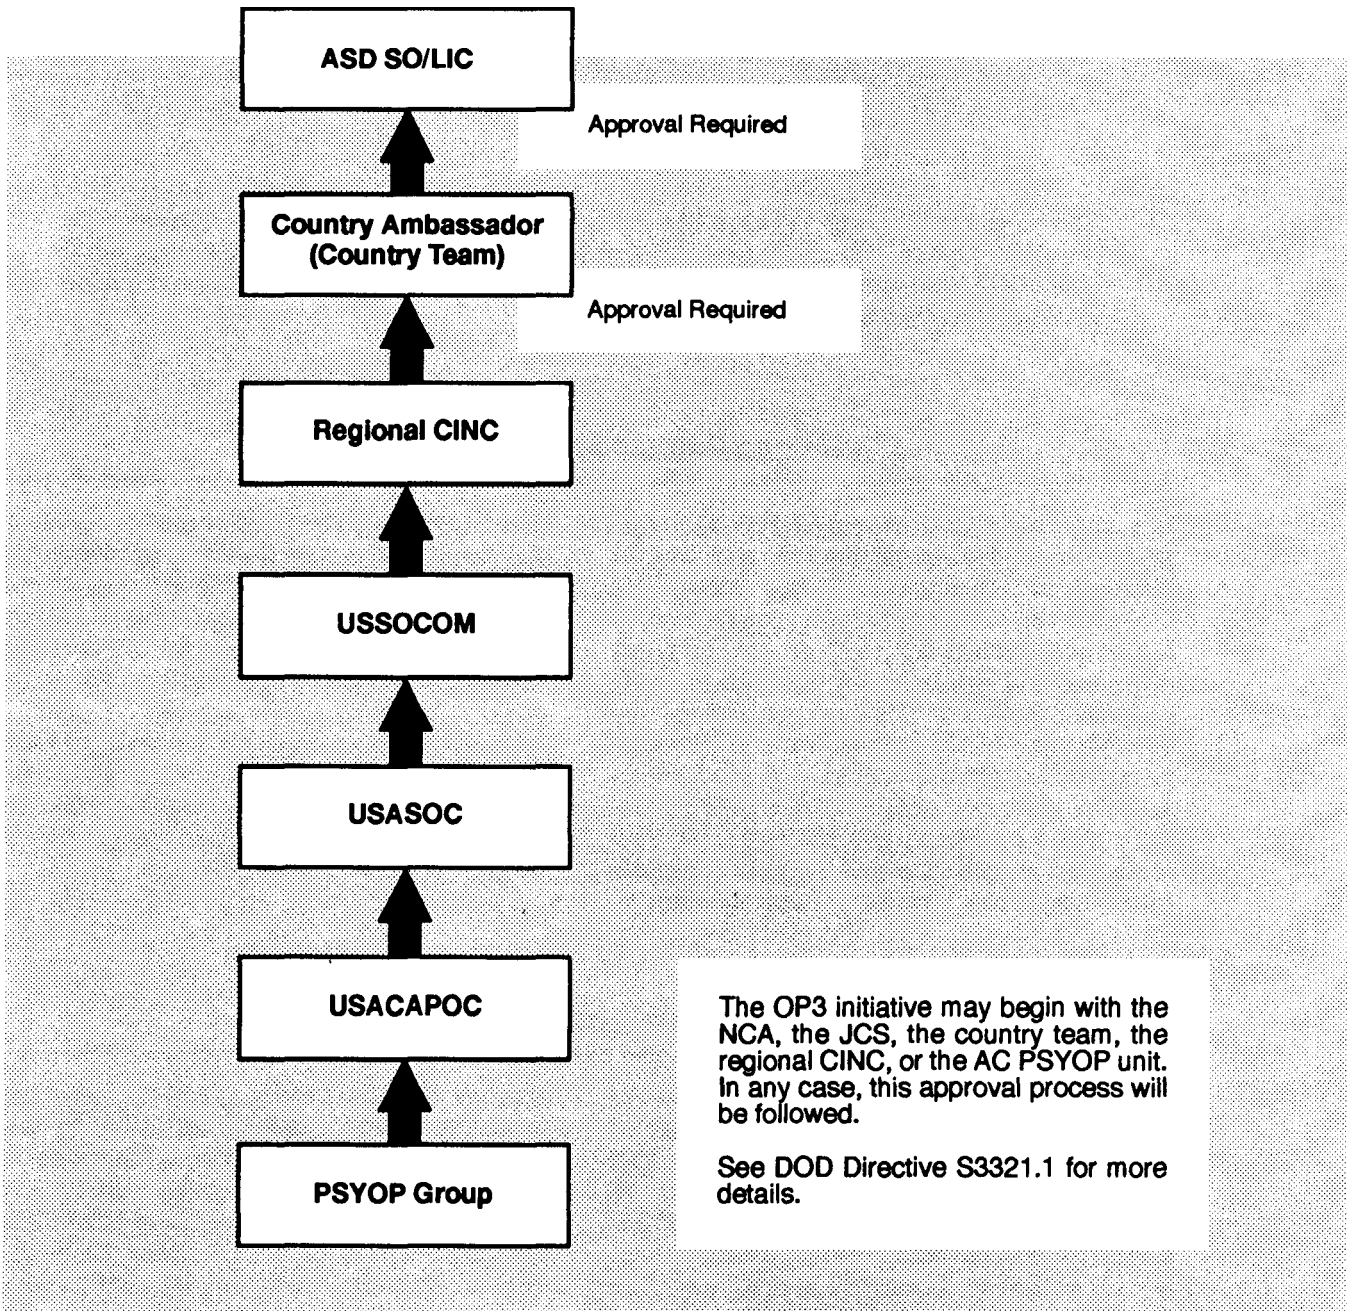 ASD SO/LIC
Approval Required
Country Ambassador
(Country Team)
Approval Required
Regional CINC
USSOCOM
USASOC
USACAPOC
The OP3 initiative may begin with the
NCA, the JCS, the country team, the
regional CINC, or the AC PSYOP unit.
In any case, this approval process will
be followed.
See DOD Directive S3321.1 for more
details.
PSYOP Group